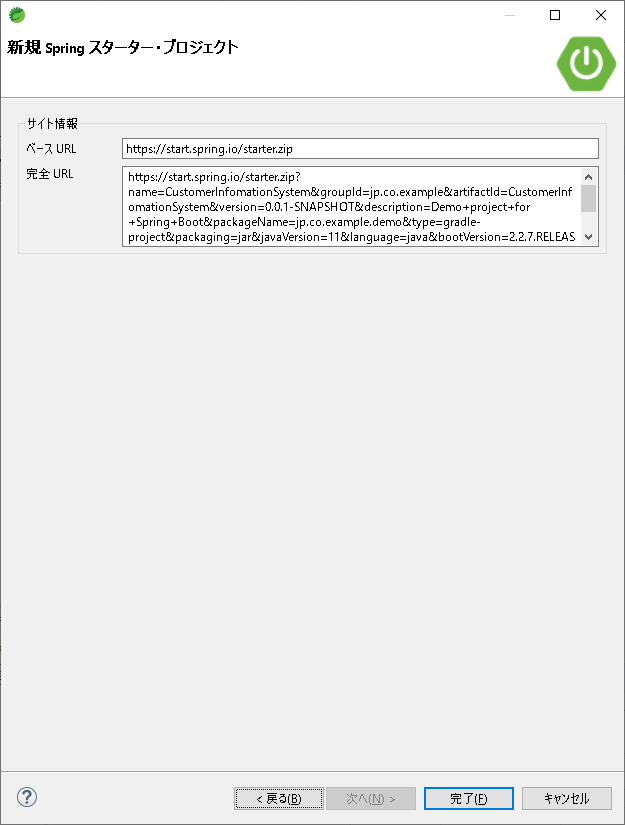 新規 Spring スターター・プロジェクト
サイト情報
ベース URL
https://start.spring.io/starter.zip
完全 URL
https://start.spring.io/starter.zip?
name=CustomerInfomationSystem&groupId=jp.co.example&artifactId=CustomerInf
omationSystem&version=0.0.1-SNAPSHOT&description=Demo+project+for
+Spring+Boot&packageName=jp.co.example.demo&type=gradle-
project&packaging=jar&javaVersion=11&language=java&bootVersion=2.2.7.RELEAS
?
< 戻る(B)
次へ(N) >
完了(F)
キャンセル